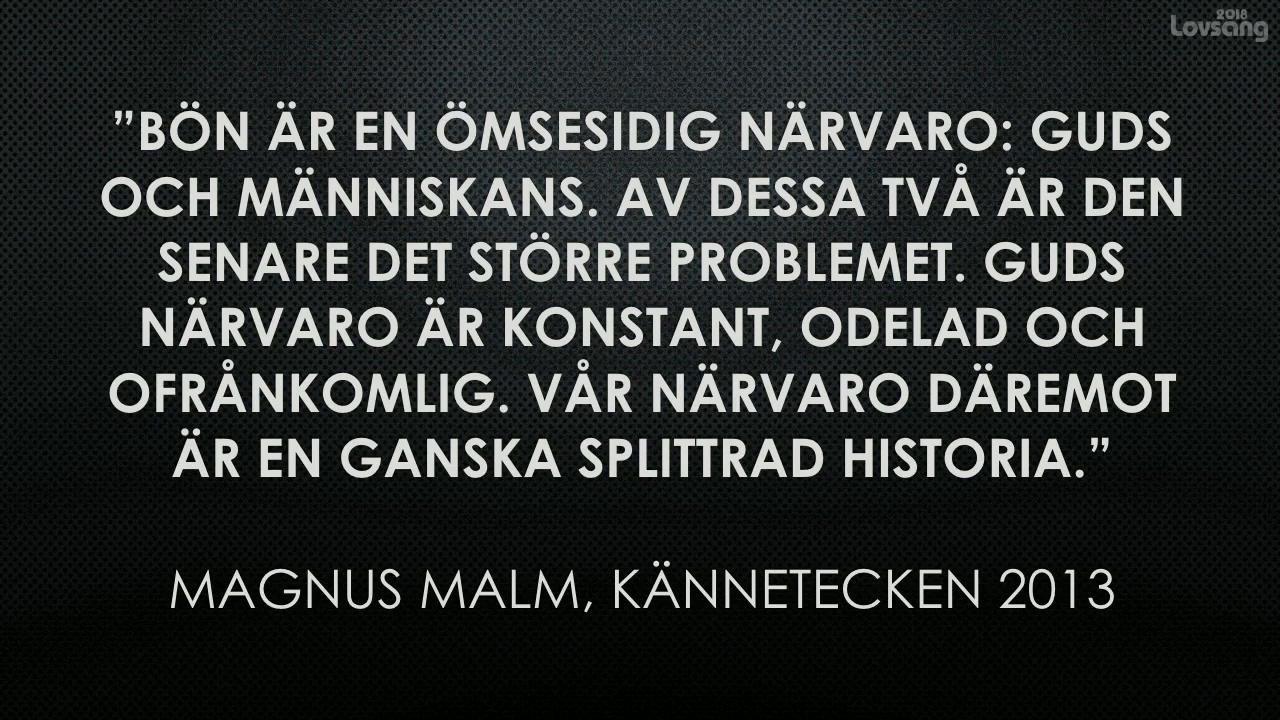 2018
Lovsång
”BÖN ÄR EN ÖMSESIDIG NÄRVARO: GUDS
OCH MÄNNISKANS. AV DESSA TVÅ ÄR DEN
SENARE DET STÖRRE PROBLEMET. GUDS
NÄRVARO ÄR KONSTANT, ODELAD OCH
OFRÅNKOMLIG. VÅR NÄRVARO DÄREMOT
ÄR EN GANSKA SPLITTRAD HISTORIA.”
MAGNUS MALM, KÄNNETECKEN 2013